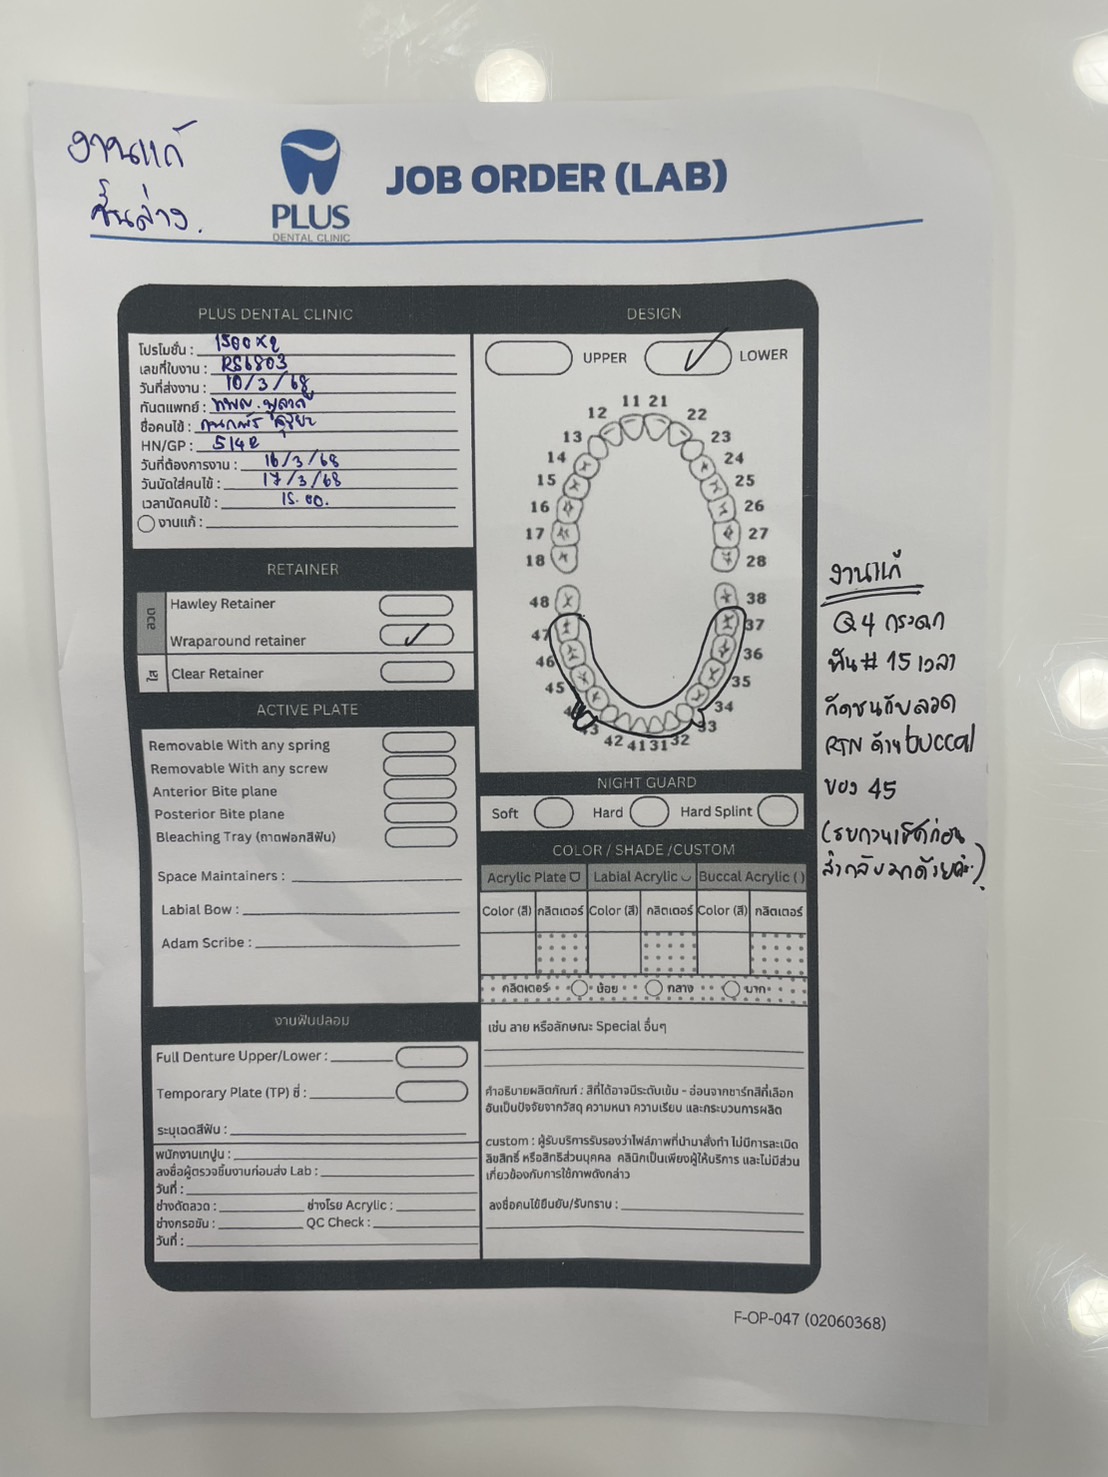 งานแก้
ชิ้นล่าง.
PLUS
DENTAL CLINIC
JOB ORDER (LAB)
PLUS DENTAL CLINIC
โปรโมชั่น : 1500x2
เลขที่ใบงาน : RS6803
วันที่ส่งงาน : 10/3/68
ทันตแพทย์ :
ชื่อคนไข้ :
HN/GP : 5142
วันที่ต้องการงาน : 16/3/68
วันนัดใส่คนไข้ : 17/3/68
เวลานัดคนไข้ : 15.00.
งานแก้ :
RETAINER
Hawley Retainer
Wraparound retainer
ใส Clear Retainer
ACTIVE PLATE
Removable With any spring
Removable With any screw
Anterior Bite plane
Posterior Bite plane
Bleaching Tray (ถาดฟอกสีฟัน)
Space Maintainers :
Labial Bow :
Adam Scribe :
งานฟันปลอม
Full Denture Upper/Lower :
Temporary Plate (TP) ซี่ :
ระบุเฉดสีฟัน :
พนักงานเทปูน :
ลงชื่อผู้ตรวจชิ้นงานก่อนส่ง Lab :
วันที่ :
ช่างดัดลวด : ช่างโรย Acrylic :
ช่างกรอขัด : QC Check :
วันที่ :
DESIGN
UPPER ✓ LOWER
11 21
12 22
13 23
14 24
15 25
16 26
17 27
18 28
48 38
47 37
46 36
45 35
34
43 33
42 41 31 32
NIGHT GUARD
Soft Hard Hard Splint
COLOR / SHADE /CUSTOM
Acrylic Plate Labial Acrylic Buccal Acrylic ( )
Color (สี) กลิตเตอร์ Color (สี) กลิตเตอร์ Color (สี) กลิตเตอร์
กลิตเตอร์ น้อย กลาง มาก
เช่น ลาย หรือลักษณะ Special อื่นๆ
คำอธิบายผลิตภัณฑ์ : สีที่ได้อาจมีระดับเข้ม - อ่อนจากชาร์ทสีที่เลือก
อันเป็นปัจจัยจากวัสดุ ความหนา ความเรียบ และกระบวนการผลิต
custom : ผู้รับบริการรับรองว่าไฟล์ภาพที่นำมาสั่งทำ ไม่มีการละเมิด
ลิขสิทธิ์ หรือสิทธิส่วนบุคคล คลินิกเป็นเพียงผู้ให้บริการ และไม่มีส่วน
เกี่ยวข้องกับการใช้ภาพดังกล่าว
ลงชื่อคนไข้ยืนยัน/รับทราบ :
งานแก้
Q4 กระดก
ฟัน# 15 เวลา
กัดชนกับลวด
RTN ด้าน buccal
ของ 45
(รบกวนเช็คก่อน
ส่งกลับมาด้วยค่ะ)
F-OP-047 (02060368)